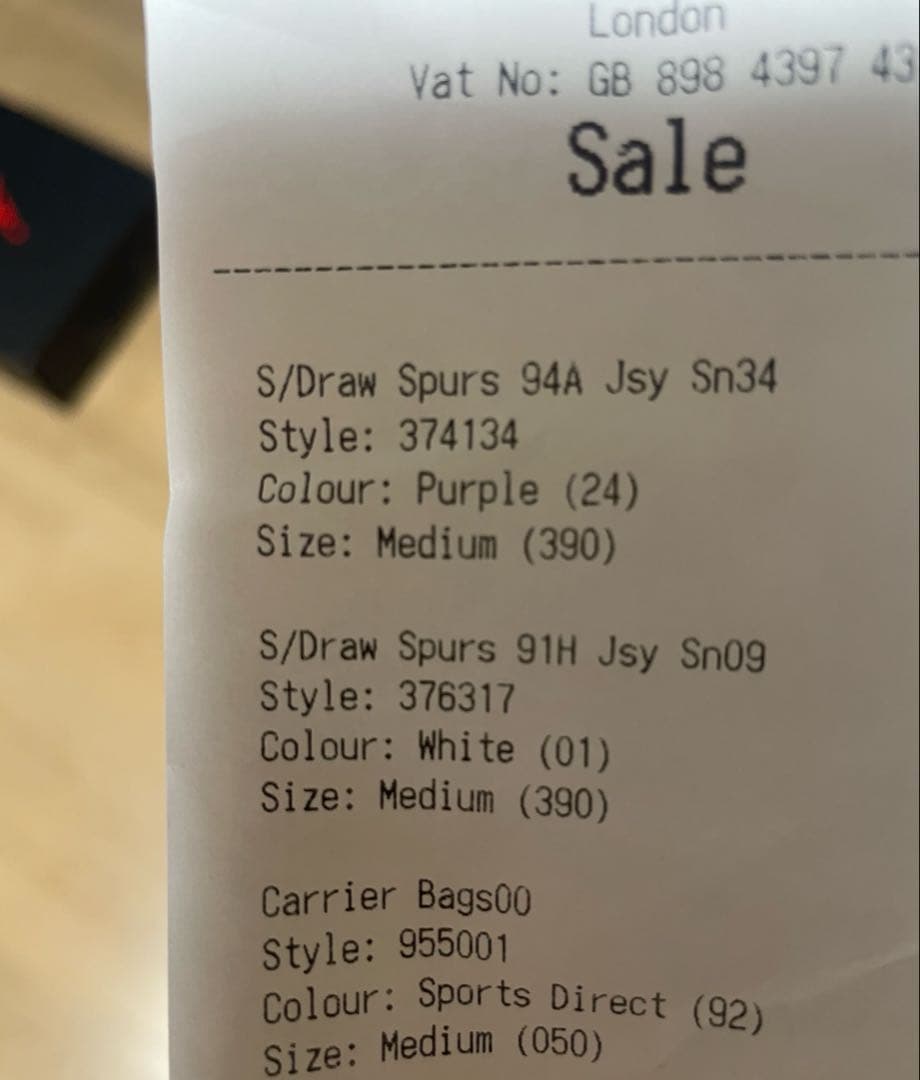 London
Vat No: GB 898 4397 43
Sale
S/Draw Spurs 94A Jsy Sn34
Style: 374134
Colour: Purple (24)
Size: Medium (390)
S/Draw Spurs 91H Jsy Sn09
Style: 376317
Colour: White (01)
Size: Medium (390)
Carrier Bags00
Style: 955001
Colour: Sports Direct (92)
Size: Medium (050)